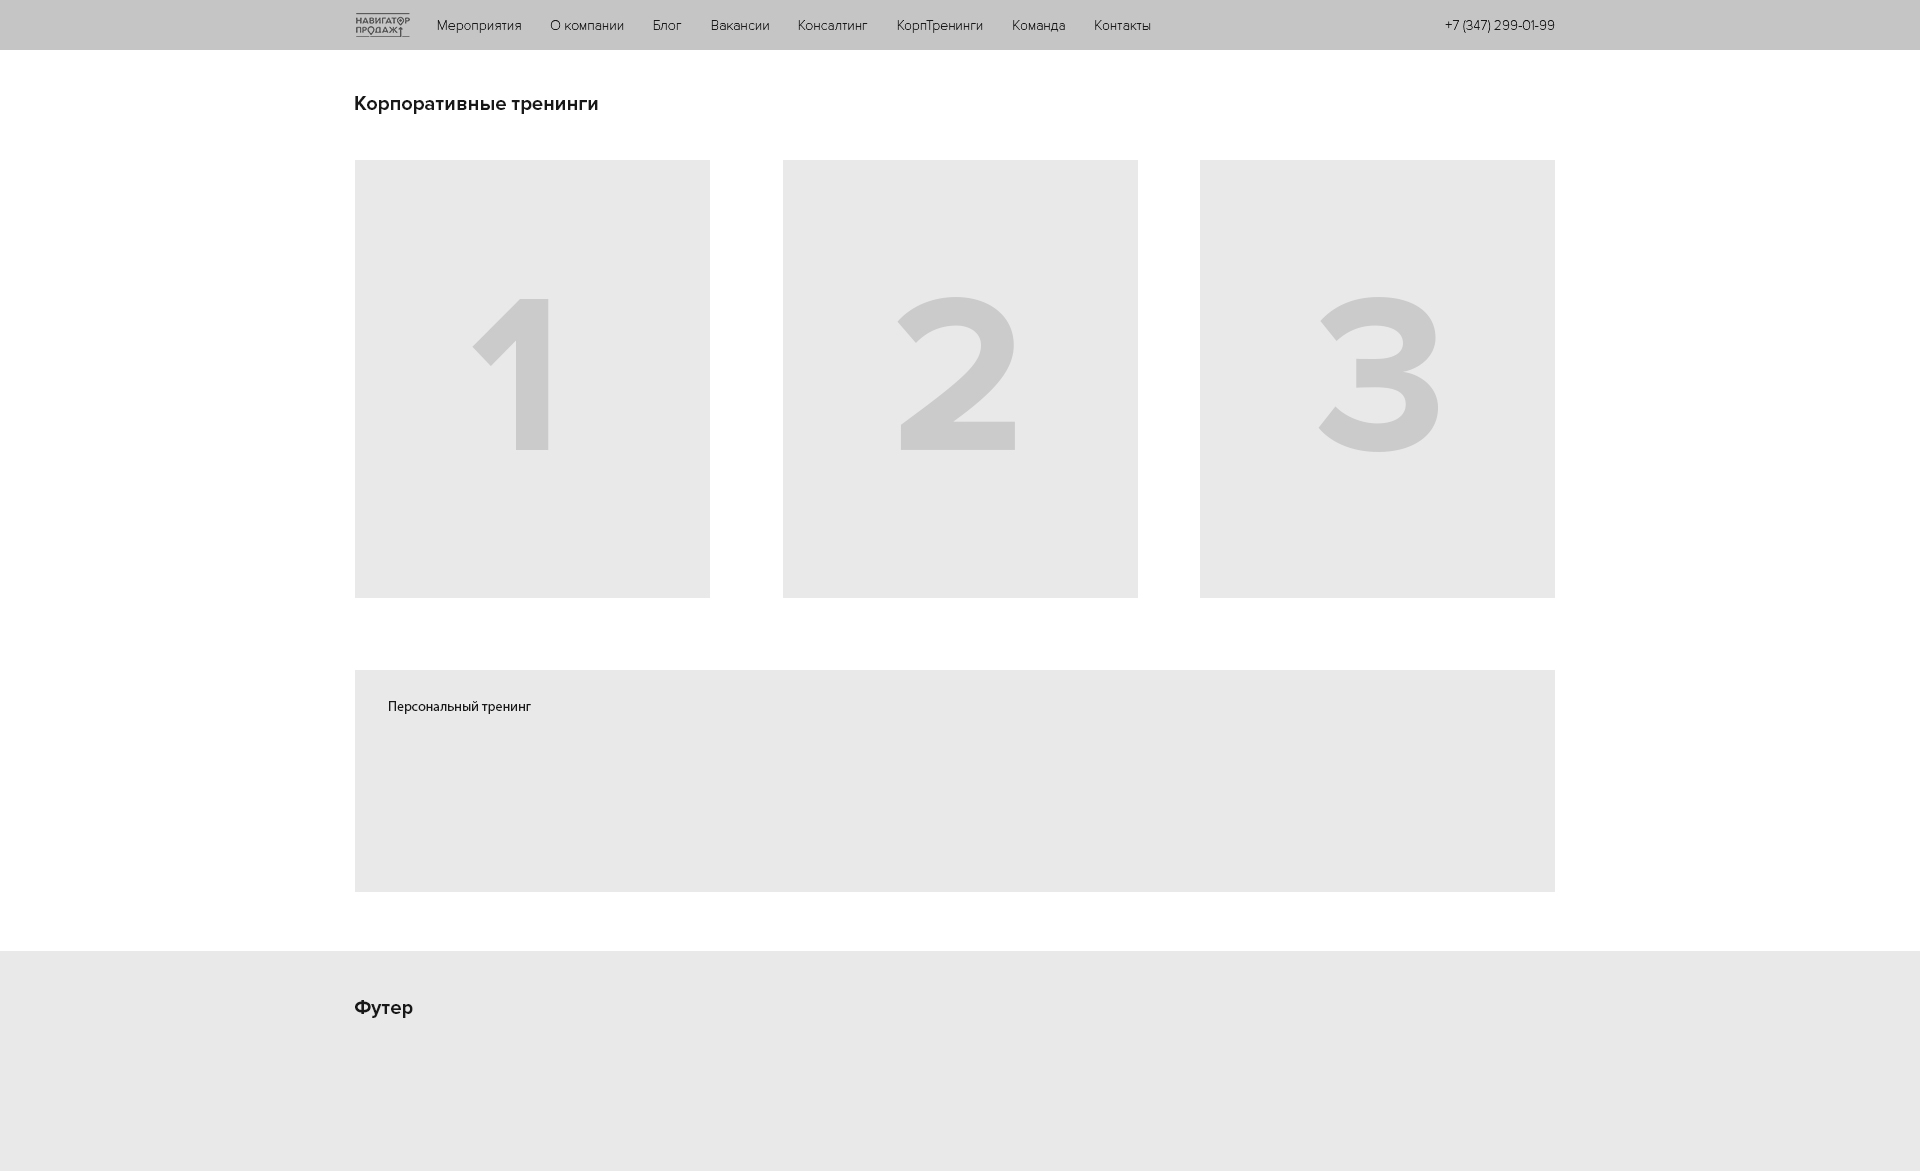 НАВИГАТОР
ПРОДАЖ
Мероприятия О компании Блог Вакансии Консалтинг КорпТренинги Команда Контакты +7 (347) 299-01-99
Корпоративные тренинги
1 2 3
Персональный тренинг
Футер